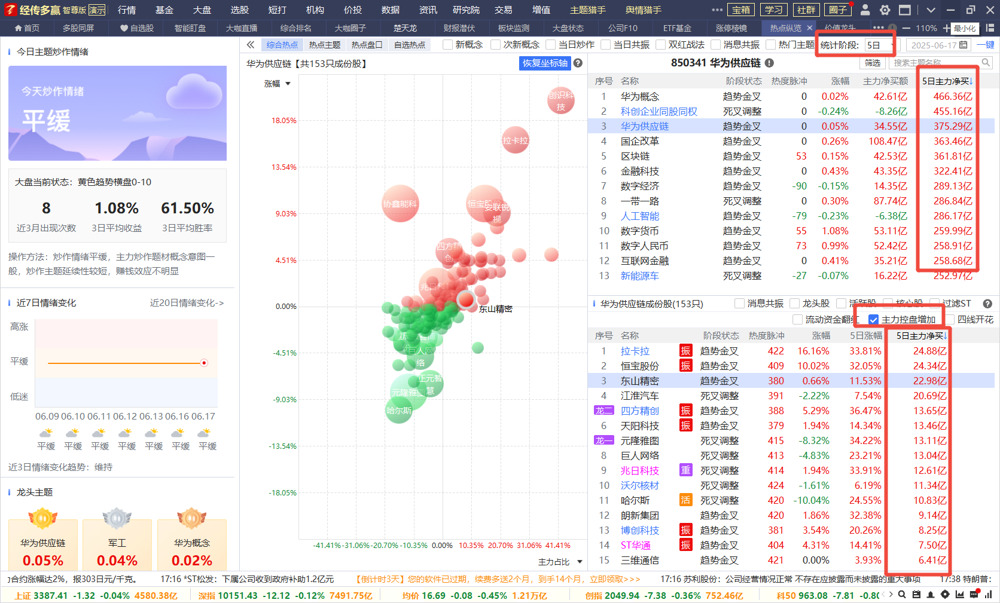 经传多赢 智尊版 演示 行情 基金 大盘 选股 短打 机构 价投 数据 资讯 研究院 交易 增值 主题猎手 舆情猎手 宝箱 学习 社群 圈子
首页 多股同屏 自选股 智能盯盘 大咖直播 综合排名 大咖圈子 楚天龙 财报潜伏 板块监测 大盘状态 公司F10 ETF基金 涨停棱镜 热点纵览 价值龙头 110% 最小化
今日主题炒作情绪
今天炒作情绪
平缓
大盘当前状态：黄色趋势横盘0-10
8 1.08% 61.50%
近3月出现次数 3日平均收益 3日平均胜率
操作方法：炒作情绪平缓，主力炒作题材概念意图一
般，炒作主题延续性较短，赚钱效应不明显
近7日情绪变化 近20日情绪变化->
高涨
平缓
低迷
06.09 06.10 06.11 06.12 06.13 06.16 06.17
平缓 平缓 平缓 平缓 平缓 平缓 平缓
近3日情绪变化趋势：维持
龙头主题
华为供应链 军工 华为概念
0.05% 0.04% 0.02%
综合热点 热点主题 热点盘口 自选热点 新概念 次新概念 当日炒作 当日共振 双红战法 消息共振 热门主题 统计阶段: 5日 2025-06-17 一键
华为供应链【共153只成份股】 恢复坐标轴
涨幅
18.05%
13.54%
9.03%
4.51%
0.00%
-4.51%
-9.03%
-13.54%
-18.05%
创识科
技
拉卡拉
协鑫能科
恒宝股
安联锐
视
四方精
创
兆日科
东山精密
巨人网
络
正元智
慧
元隆雅图
哈尔斯
-41.41% -31.06% -20.70% -10.35% 0.00% 10.35% 20.70% 31.06% 41.41%
主力占比
850341 华为供应链 筛选 搜索主题名称
序号 名称 阶段状态 热度脉冲 涨幅 主力净买额 5日主力净买↓
1 华为概念 趋势金叉 0 0.02% 42.61亿 466.36亿
2 科创企业同股同权 死叉调整 0 -0.24% -8.26亿 455.16亿
3 华为供应链 趋势金叉 0 0.05% 34.55亿 375.29亿
4 国企改革 趋势金叉 0 0.26% 108.47亿 363.46亿
5 区块链 趋势金叉 53 0.15% 42.53亿 361.81亿
6 金融科技 趋势金叉 0 0.43% 43.35亿 322.41亿
7 数字经济 趋势金叉 -90 -0.15% 14.35亿 289.13亿
8 一带一路 死叉调整 0 0.30% 87.74亿 286.84亿
9 人工智能 死叉调整 -79 -0.23% -6.38亿 286.17亿
10 数字货币 趋势金叉 55 1.08% 53.11亿 259.99亿
11 数字人民币 趋势金叉 73 0.99% 52.42亿 258.91亿
12 互联网金融 死叉调整 0 0.41% 35.21亿 258.68亿
13 新能源车 死叉调整 -27 -0.07% 16.22亿 252.97亿
华为供应链成份股(153只) 消息共振 龙头股 活跃股 核心股 过滤ST
流动资金翻红 主力控盘增加 四线开花
序号 名称 阶段状态 热度脉冲 涨幅 5日涨幅 5日主力净买↓
1 拉卡拉 振 趋势金叉 422 16.16% 33.81% 24.88亿
2 恒宝股份 振 趋势金叉 409 10.02% 32.05% 24.34亿
3 东山精密 趋势金叉 380 0.66% 11.53% 22.98亿
4 江淮汽车 死叉调整 391 -2.22% 7.54% 20.69亿
龙二 四方精创 振 趋势金叉 388 5.29% 36.47% 13.65亿
6 天阳科技 振 趋势金叉 379 1.94% 14.34% 13.46亿
龙一 元隆雅图 死叉调整 415 -8.32% 34.22% 13.11亿
8 巨人网络 死叉调整 413 -4.83% 23.21% 13.04亿
9 兆日科技 重 死叉调整 414 1.94% 33.91% 12.61亿
10 沃尔核材 死叉调整 424 -1.61% 6.19% 11.34亿
11 哈尔斯 活 死叉调整 420 -10.04% 24.55% 10.83亿
12 朗新集团 趋势金叉 420 1.86% 32.38% 9.14亿
13 博创科技 振 趋势金叉 381 3.54% 20.26% 8.25亿
14 ST华通 振 趋势金叉 404 4.31% 14.41% 7.50亿
15 三维通信 趋势金叉 421 0.00% 3.93% 6.41亿
力合约涨幅达2%，报303日元/千克。 17:16 *ST松发：下属公司收到政府补助1.2亿元 【倒计时3天】您的软件已过期，续费多送2个月，到手14个月，立即领取>>> 17:16 苏利股份：公司经营情况正常 不存在应披露而未披露的重大事项 17:38 特朗普：
上证 3387.41 -1.32 -0.04% 4580.38亿 深指 10151.43 -12.12 -0.12% 7491.75亿 均价 16.69 -0.08 -0.45% 1.21万亿 创指 2049.94 -7.38 -0.36% 752.46亿 科50 963.08 -7.81 -0.80